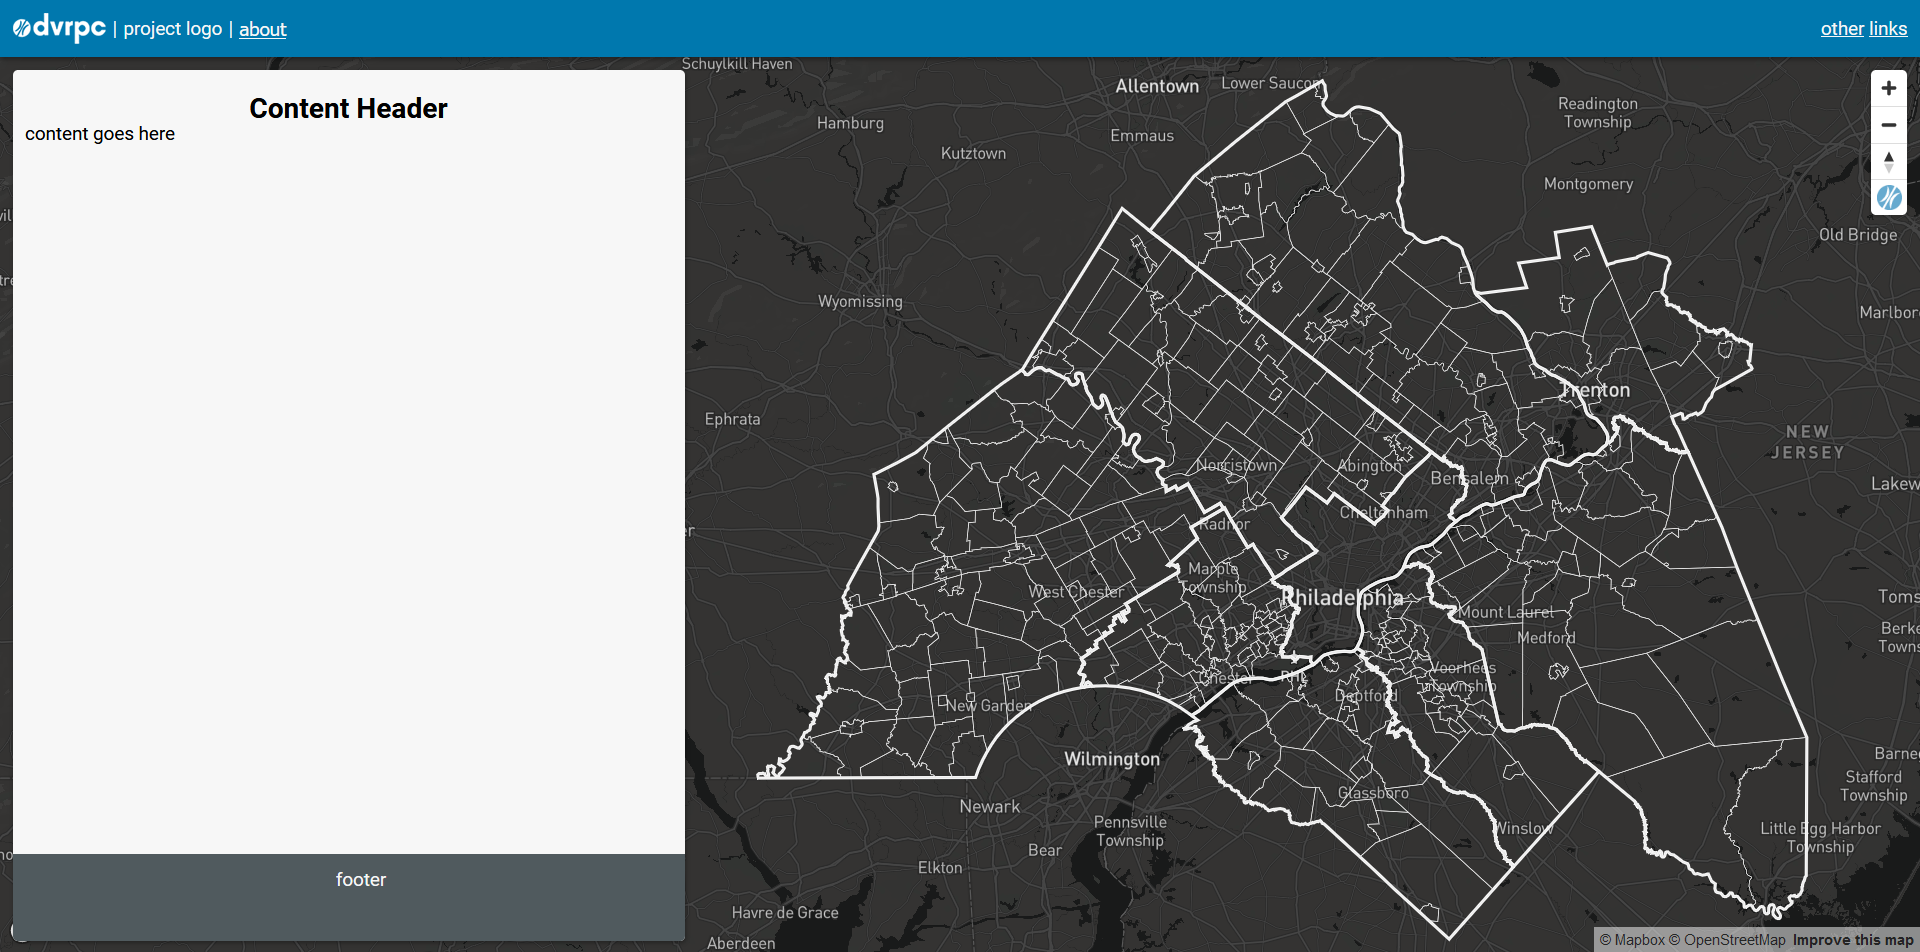 dvrpc | project logo | about
other links
Content Header
content goes here
footer
Schuylkill Haven
Allentown
Lower Saucon
Readington
Township
Hamburg
Emmaus
Kutztown
Montgomery
Old Bridge
Wyomissing
Marlbor
Trenton
Ephrata
NEW
JERSEY
Norristown
Abington
Bensalem
Lakew
Cheltenham
Radnor
Marple
Township
West Chester
Philadelphia
Toms
Mount Laurel
Medford
Berke
Towns
Voorhees
Township
Chester
PHL
Deptford
New Garden
Wilmington
Barne
Stafford
Township
Glassboro
Newark
Pennsville
Township
Winslow
Little Egg Harbor
Township
Bear
Elkton
Havre de Grace
Aberdeen
© Mapbox © OpenStreetMap Improve this map